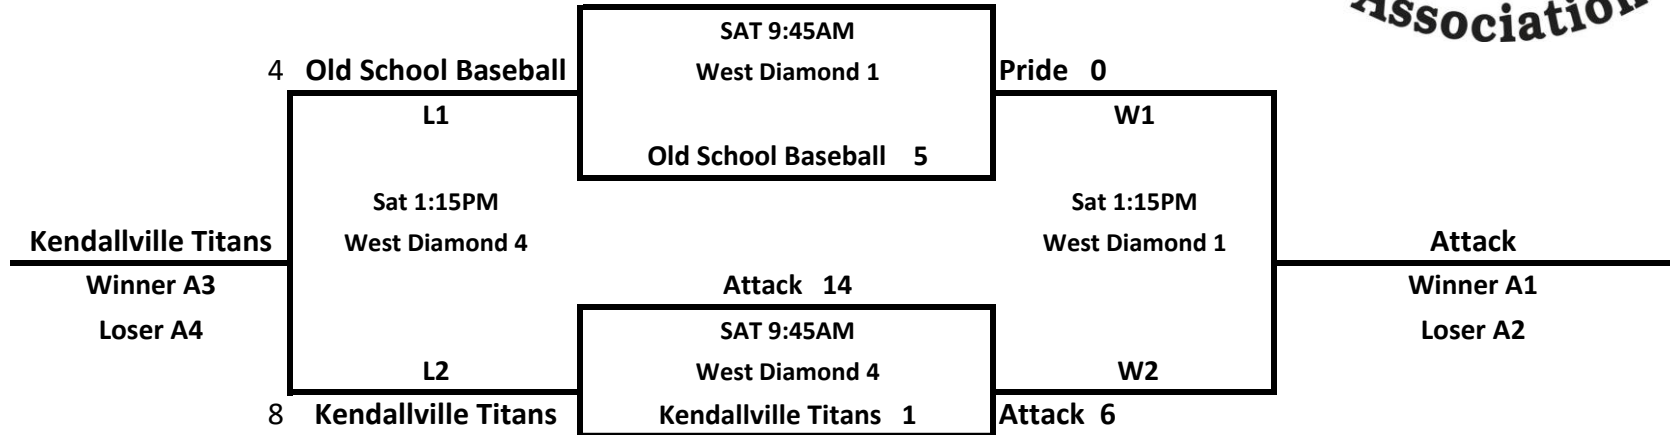 Association
SAT 9:45AM
4 Old School Baseball West Diamond 1 Pride 0
L1 W1
Old School Baseball 5
Sat 1:15PM Sat 1:15PM
Kendallville Titans West Diamond 4 West Diamond 1 Attack
Winner A3 Attack 14 Winner A1
Loser A4 SAT 9:45AM Loser A2
L2 West Diamond 4 W2
8 Kendallville Titans Kendallville Titans 1 Attack 6